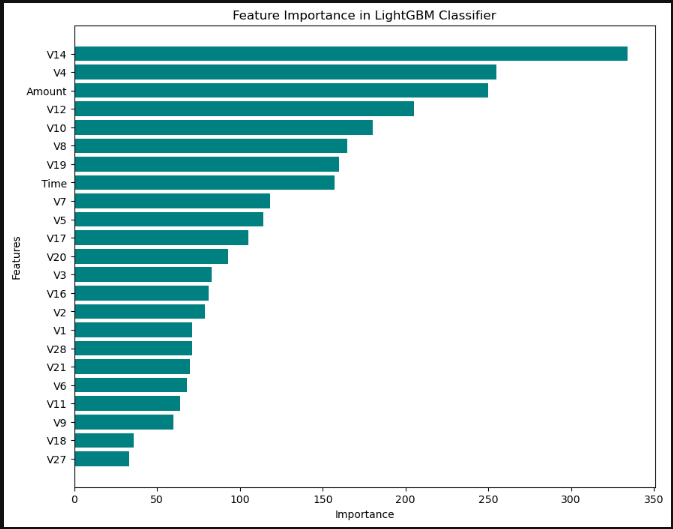 Feature Importance in LightGBM Classifier
V14
V4
Amount
V12
V10
V8
V19
Time
V7
V5
V17
V20
V3
V16
V2
V1
V28
V21
V6
V11
V9
V18
V27
Features
0 50 100 150 200 250 300 350
Importance